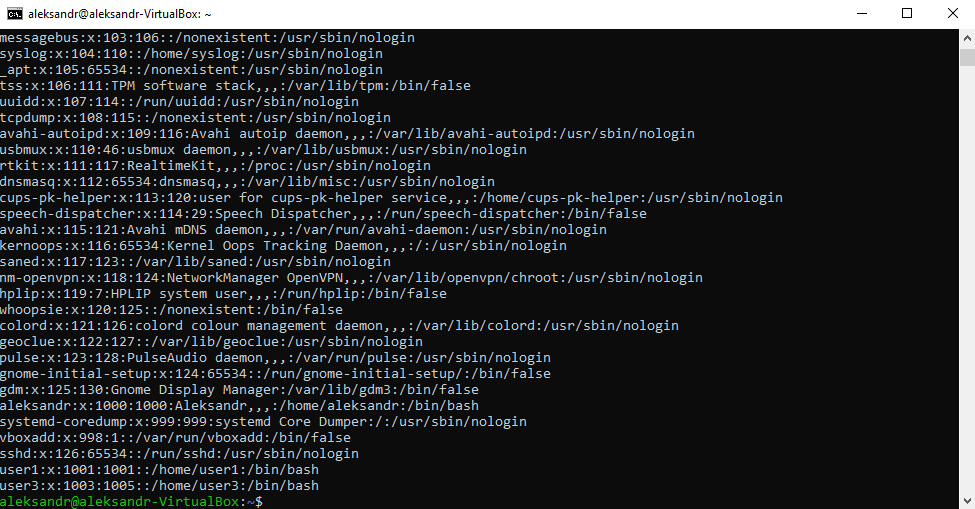 aleksandr@aleksandr-VirtualBox: ~
messagebus:x:103:106::/nonexistent:/usr/sbin/nologin
syslog:x:104:110::/home/syslog:/usr/sbin/nologin
_apt:x:105:65534::/nonexistent:/usr/sbin/nologin
tss:x:106:111:TPM software stack,,,:/var/lib/tpm:/bin/false
uuidd:x:107:114::/run/uuidd:/usr/sbin/nologin
tcpdump:x:108:115::/nonexistent:/usr/sbin/nologin
avahi-autoipd:x:109:116:Avahi autoip daemon,,,:/var/lib/avahi-autoipd:/usr/sbin/nologin
usbmux:x:110:46:usbmux daemon,,,:/var/lib/usbmux:/usr/sbin/nologin
rtkit:x:111:117:RealtimeKit,,,:/proc:/usr/sbin/nologin
dnsmasq:x:112:65534:dnsmasq,,,:/var/lib/misc:/usr/sbin/nologin
cups-pk-helper:x:113:120:user for cups-pk-helper service,,,:/home/cups-pk-helper:/usr/sbin/nologin
speech-dispatcher:x:114:29:Speech Dispatcher,,,:/run/speech-dispatcher:/bin/false
avahi:x:115:121:Avahi mDNS daemon,,,:/var/run/avahi-daemon:/usr/sbin/nologin
kernoops:x:116:65534:Kernel Oops Tracking Daemon,,,:/:/usr/sbin/nologin
saned:x:117:123::/var/lib/saned:/usr/sbin/nologin
nm-openvpn:x:118:124:NetworkManager OpenVPN,,,:/var/lib/openvpn/chroot:/usr/sbin/nologin
hplip:x:119:7:HPLIP system user,,,:/run/hplip:/bin/false
whoopsie:x:120:125::/nonexistent:/bin/false
colord:x:121:126:colord colour management daemon,,,:/var/lib/colord:/usr/sbin/nologin
geoclue:x:122:127::/var/lib/geoclue:/usr/sbin/nologin
pulse:x:123:128:PulseAudio daemon,,,:/var/run/pulse:/usr/sbin/nologin
gnome-initial-setup:x:124:65534::/run/gnome-initial-setup/:/bin/false
gdm:x:125:130:Gnome Display Manager:/var/lib/gdm3:/bin/false
aleksandr:x:1000:1000:Aleksandr,,,:/home/aleksandr:/bin/bash
systemd-coredump:x:999:999:systemd Core Dumper:/:/usr/sbin/nologin
vboxadd:x:998:1::/var/run/vboxadd:/bin/false
sshd:x:126:65534::/run/sshd:/usr/sbin/nologin
user1:x:1001:1001::/home/user1:/bin/bash
user3:x:1003:1005::/home/user3:/bin/bash
aleksandr@aleksandr-VirtualBox:~$